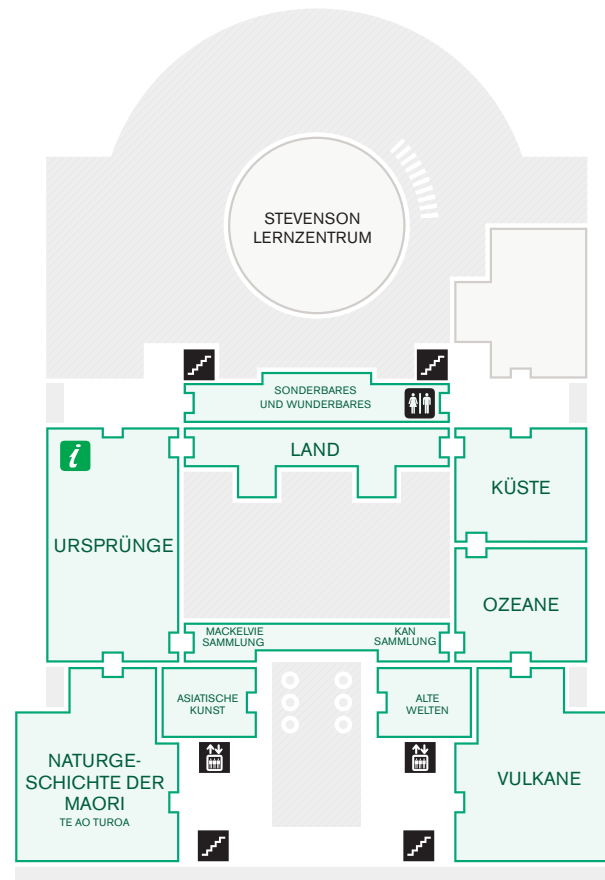 STEVENSON
LERNZENTRUM
SONDERBARES
UND WUNDERBARES
i
LAND
KÜSTE
URSPRÜNGE
OZEANE
MACKELVIE
SAMMLUNG
KAN
SAMMLUNG
ASIATISCHE
KUNST
ALTE
WELTEN
NATURGE-
SCHICHTE DER
MAORI
TE AO TUROA
VULKANE